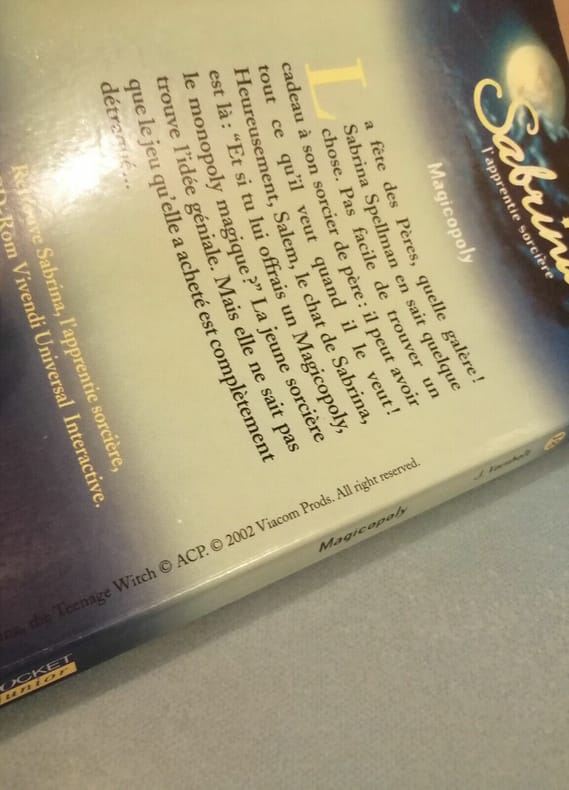 Sabrina
l'apprentie sorcière
Magicopoly
La fête des Pères, quelle galère!
Sabrina Spellman en sait quelque
chose. Pas facile de trouver un
cadeau à son sorcier de père : il peut avoir
tout ce qu'il veut quand il le veut!
Heureusement, Salem, le chat de Sabrina,
est là : "Et si tu lui offrais un Magicopoly,
le monopoly magique ?" La jeune sorcière
trouve l'idée géniale. Mais elle ne sait pas
que le jeu qu'elle a acheté est complètement
détraqué...
Sabrina, l'apprentie sorcière,
CD-Rom Vivendi Universal Interactive.
the Teenage Witch © ACP. © 2002 Viacom Prods. All right reserved.
J. Vornholt
Magicopoly
POCKET
junior